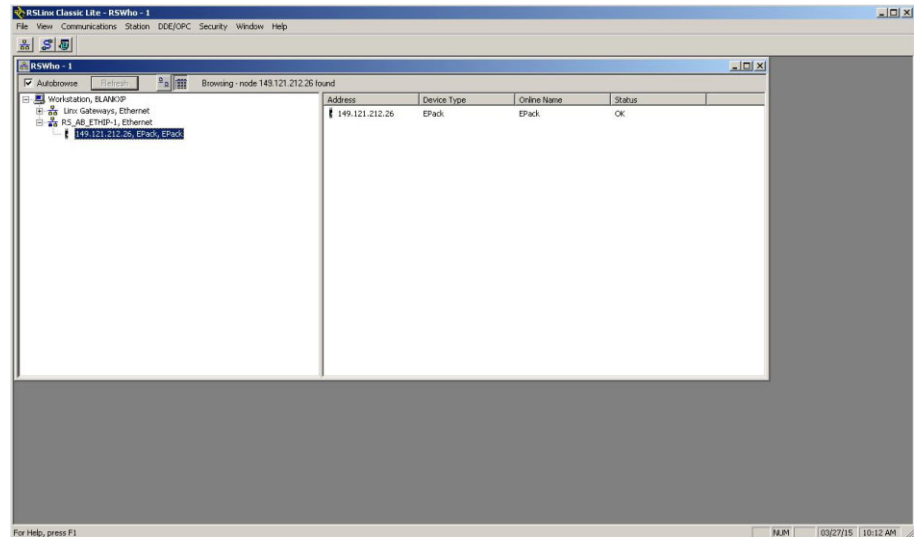 RSLinx Classic Lite - RSWho - 1
File View Communications Station DDE/OPC Security Window Help
RSWho - 1
Autobrowse Refresh Browsing - node 149.121.212.26 found
Workstation, BLANKXP
Linx Gateways, Ethernet
RS_AB_ETHIP-1, Ethernet
149.121.212.26, EPack, EPack
Address Device Type Online Name Status
149.121.212.26 EPack EPack OK
For Help, press F1 NUM 03/27/15 10:12 AM